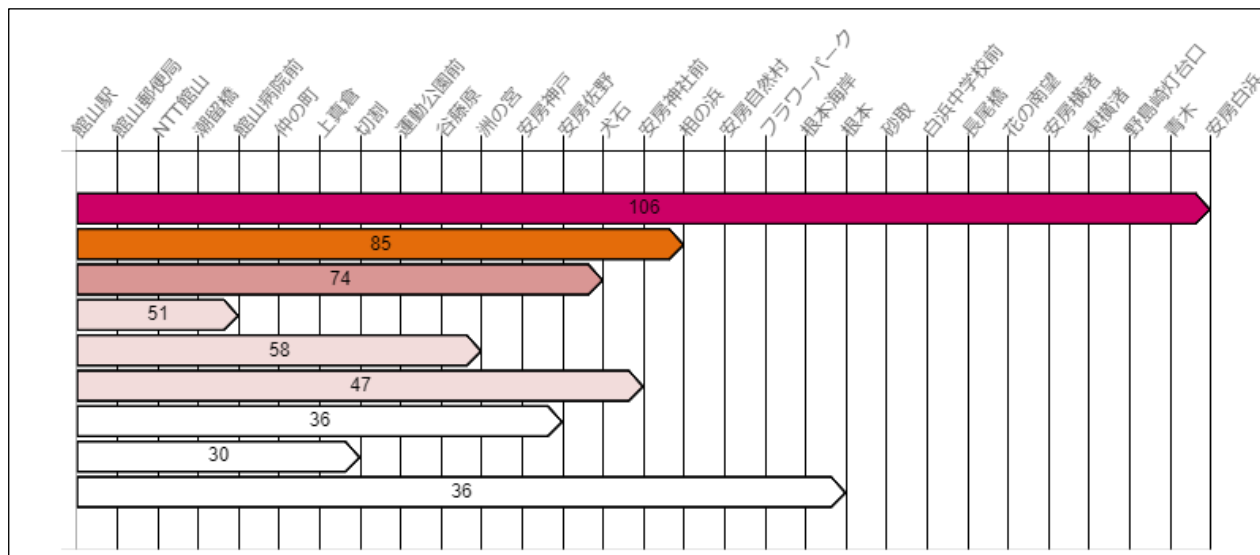 館山駅
館山郵便局
NTT館山
潮留橋
館山病院前
仲の町
上真倉
切割
運動公園前
谷藤原
洲の宮
安房神戸
安房佐野
犬石
安房神社前
相の浜
安房自然村
フラワーパーク
根本海岸
根本
砂取
白浜中学校前
長尾橋
花の南望
安房横渚
東横渚
野島崎灯台口
青木
安房白浜
106
85
74
51
58
47
36
30
36